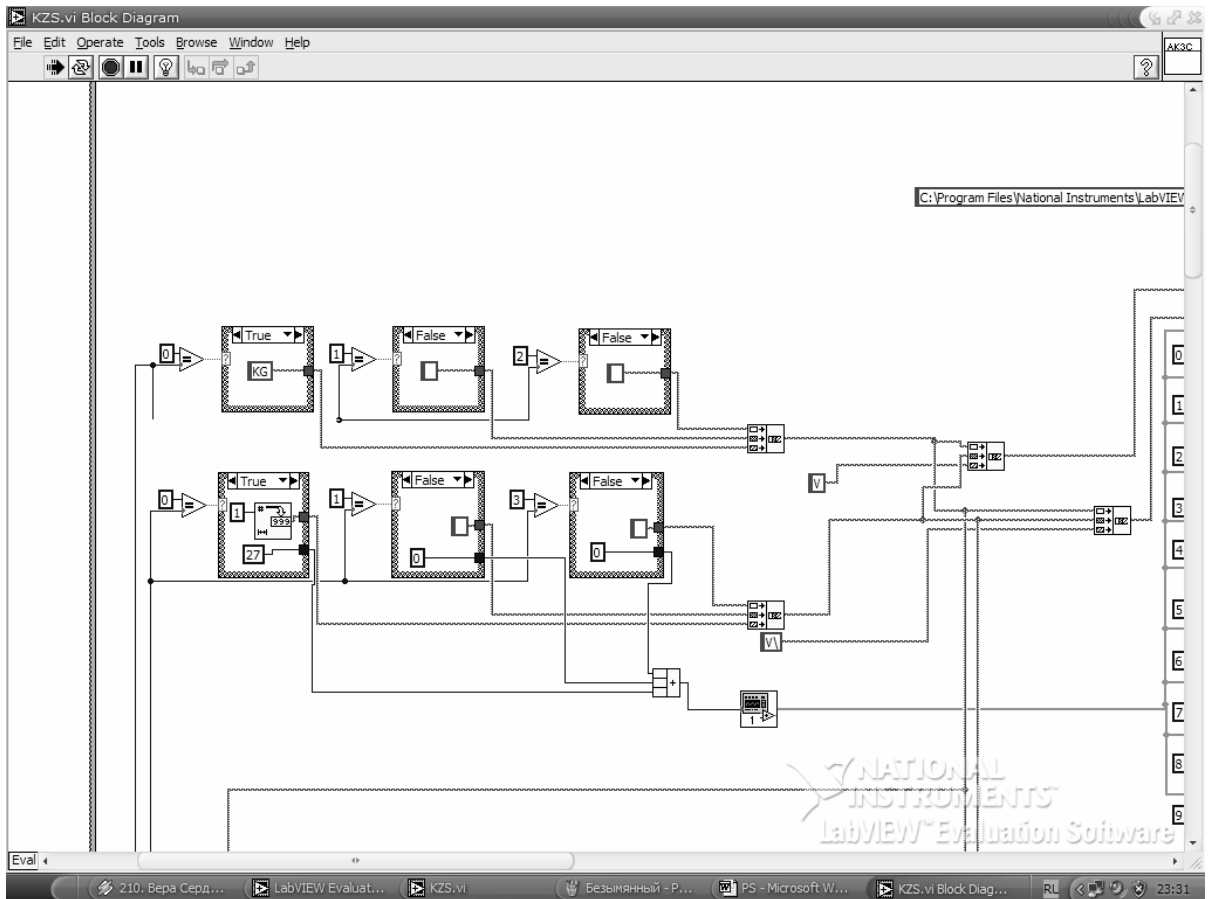 KZS.vi Block Diagram
File Edit Operate Tools Browse Window Help
AK3C
C:\Program Files\National Instruments\LabVIEW
0 = True ? KG
1 = False ?
2 = False ?
0
1
V
2
0 = True ? 1 # 999 27
1 = False ? 0
3 = False ? 0
3
4
5
V\
6
+
1
7
8
9
NATIONAL
INSTRUMENTS™
LabVIEW™ Evaluation Software
Eval
210. Вера Серд... LabVIEW Evaluat... KZS.vi Безымянный - P... PS - Microsoft W... KZS.vi Block Diag... RL 23:31